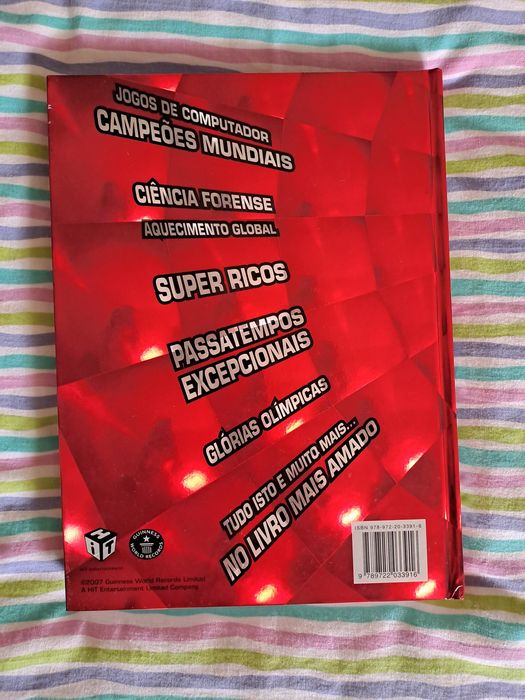 JOGOS DE COMPUTADOR
CAMPEÕES MUNDIAIS
CIÊNCIA FORENSE
AQUECIMENTO GLOBAL
SUPER RICOS
PASSATEMPOS
EXCEPCIONAIS
GLÓRIAS OLÍMPICAS
TUDO ISTO E MUITO MAIS...
NO LIVRO MAIS AMADO
ISBN 978-972-20-3391-6
9 789722 033916
HiT
GUINNESS
WORLD RECORDS
©2007 Guinness World Records Limited
A HIT Entertainment Limited Company